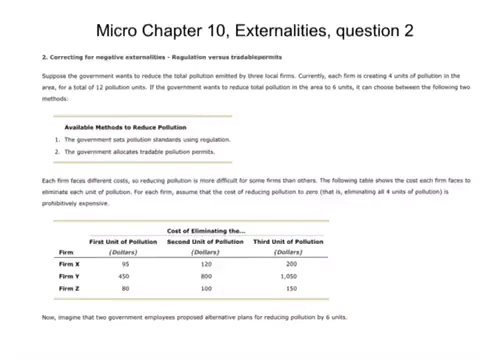 Micro Chapter 10, Externalities, question 2
2. Correcting for negative externalities - Regulation versus tradablepermits
Suppose the government wants to reduce the total pollution emitted by three local firms. Currently, each firm is creating 4 units of pollution in the
area, for a total of 12 pollution units. If the government wants to reduce total pollution in the area to 6 units, it can choose between the following two
methods:
Available Methods to Reduce Pollution
1. The government sets pollution standards using regulation.
2. The government allocates tradable pollution permits.
Each firm faces different costs, so reducing pollution is more difficult for some firms than others. The following table shows the cost each firm faces to
eliminate each unit of pollution. For each firm, assume that the cost of reducing pollution to zero (that is, eliminating all 4 units of pollution) is
prohibitively expensive.
Cost of Eliminating the...
First Unit of Pollution Second Unit of Pollution Third Unit of Pollution
Firm (Dollars) (Dollars) (Dollars)
Firm X 95 120 200
Firm Y 450 800 1,050
Firm Z 80 100 150
Now, imagine that two government employees proposed alternative plans for reducing pollution by 6 units.